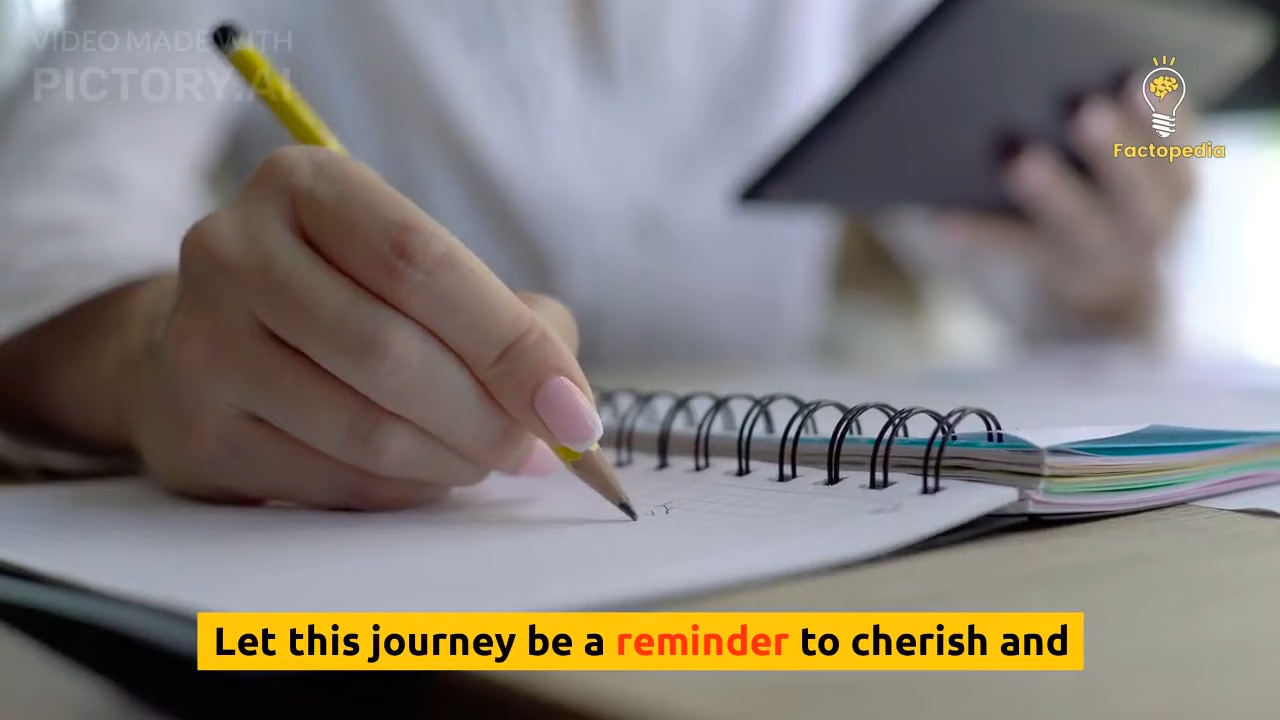 VIDEO MADE WITH
PICTORY.AI
Factopedia
Let this journey be a reminder to cherish and